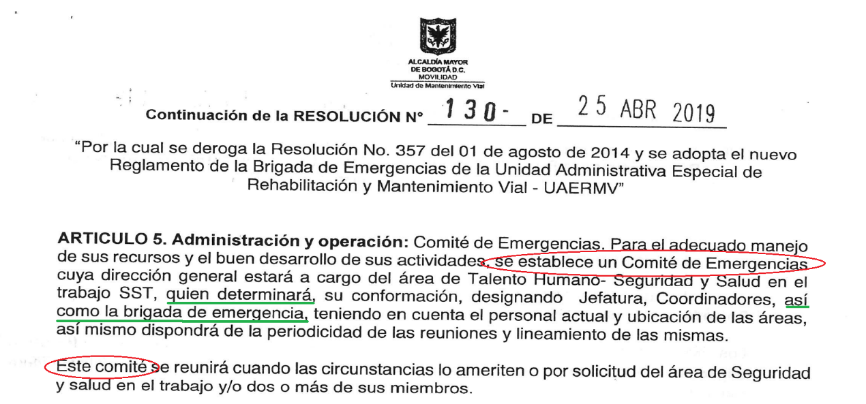 ALCALDÍA MAYOR
DE BOGOTÁ D.C.
MOVILIDAD
Unidad de Mantenimiento Vial
Continuación de la RESOLUCIÓN N° 130- DE 25 ABR 2019
"Por la cual se deroga la Resolución No. 357 del 01 de agosto de 2014 y se adopta el nuevo
Reglamento de la Brigada de Emergencias de la Unidad Administrativa Especial de
Rehabilitación y Mantenimiento Vial - UAERMV"
ARTICULO 5. Administración y operación: Comité de Emergencias. Para el adecuado manejo
de sus recursos y el buen desarrollo de sus actividades, se establece un Comité de Emergencias
cuya dirección general estará a cargo del área de Talento Humano- Seguridad y Salud en el
trabajo SST, quien determinará, su conformación, designando Jefatura, Coordinadores, así
como la brigada de emergencia, teniendo en cuenta el personal actual y ubicación de las áreas,
así mismo dispondrá de la periodicidad de las reuniones y lineamiento de las mismas.
Este comité se reunirá cuando las circunstancias lo ameriten o por solicitud del área de Seguridad
y salud en el trabajo y/o dos o más de sus miembros.